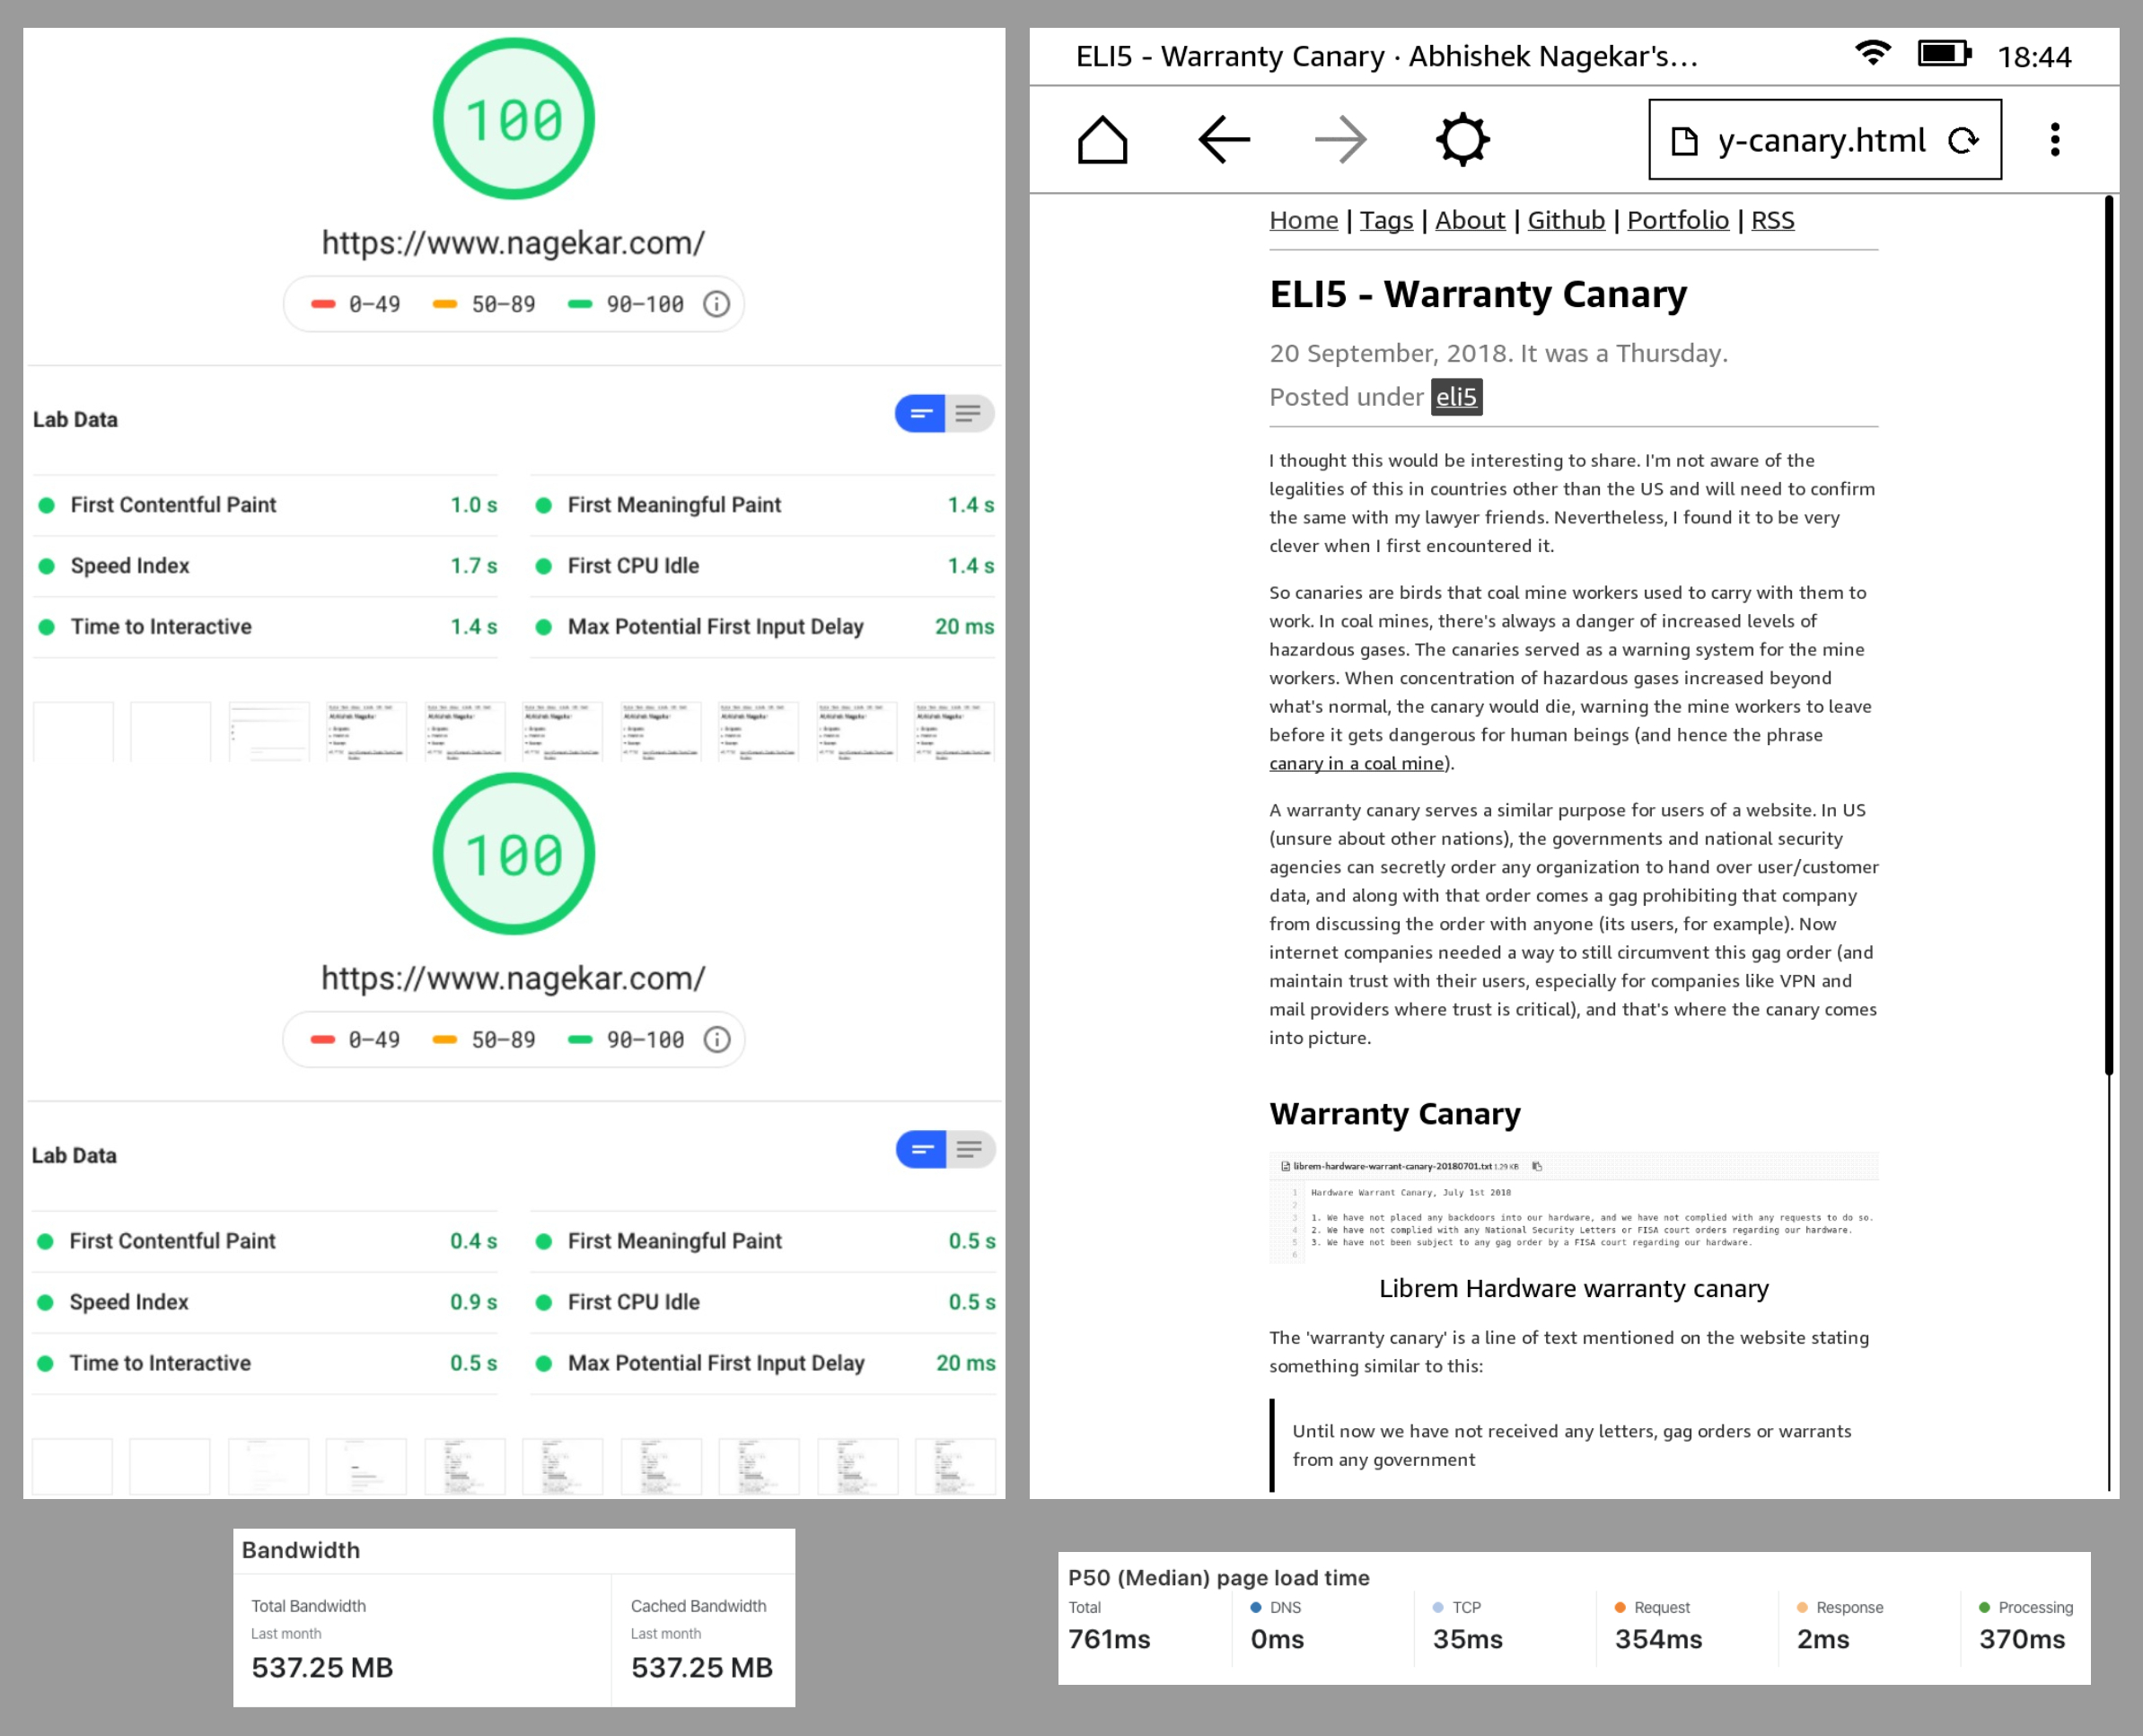 100
https://www.nagekar.com/
0–49 50–89 90–100
Lab Data
First Contentful Paint 1.0 s
First Meaningful Paint 1.4 s
Speed Index 1.7 s
First CPU Idle 1.4 s
Time to Interactive 1.4 s
Max Potential First Input Delay 20 ms
100
https://www.nagekar.com/
0–49 50–89 90–100
Lab Data
First Contentful Paint 0.4 s
First Meaningful Paint 0.5 s
Speed Index 0.9 s
First CPU Idle 0.5 s
Time to Interactive 0.5 s
Max Potential First Input Delay 20 ms
ELI5 - Warranty Canary · Abhishek Nagekar's... 18:44
y-canary.html
Home | Tags | About | Github | Portfolio | RSS
ELI5 - Warranty Canary
20 September, 2018. It was a Thursday.
Posted under eli5
I thought this would be interesting to share. I'm not aware of the
legalities of this in countries other than the US and will need to confirm
the same with my lawyer friends. Nevertheless, I found it to be very
clever when I first encountered it.
So canaries are birds that coal mine workers used to carry with them to
work. In coal mines, there's always a danger of increased levels of
hazardous gases. The canaries served as a warning system for the mine
workers. When concentration of hazardous gases increased beyond
what's normal, the canary would die, warning the mine workers to leave
before it gets dangerous for human beings (and hence the phrase
canary in a coal mine).
A warranty canary serves a similar purpose for users of a website. In US
(unsure about other nations), the governments and national security
agencies can secretly order any organization to hand over user/customer
data, and along with that order comes a gag prohibiting that company
from discussing the order with anyone (its users, for example). Now
internet companies needed a way to still circumvent this gag order (and
maintain trust with their users, especially for companies like VPN and
mail providers where trust is critical), and that's where the canary comes
into picture.
Warranty Canary
librem-hardware-warrant-canary-20180701.txt 1.29 KB
1 Hardware Warrant Canary, July 1st 2018
2
3 1. We have not placed any backdoors into our hardware, and we have not complied with any requests to do so.
4 2. We have not complied with any National Security Letters or FISA court orders regarding our hardware.
5 3. We have not been subject to any gag order by a FISA court regarding our hardware.
6
Librem Hardware warranty canary
The 'warranty canary' is a line of text mentioned on the website stating
something similar to this:
Until now we have not received any letters, gag orders or warrants
from any government
Bandwidth
Total Bandwidth Cached Bandwidth
Last month Last month
537.25 MB 537.25 MB
P50 (Median) page load time
Total DNS TCP Request Response Processing
761ms 0ms 35ms 354ms 2ms 370ms